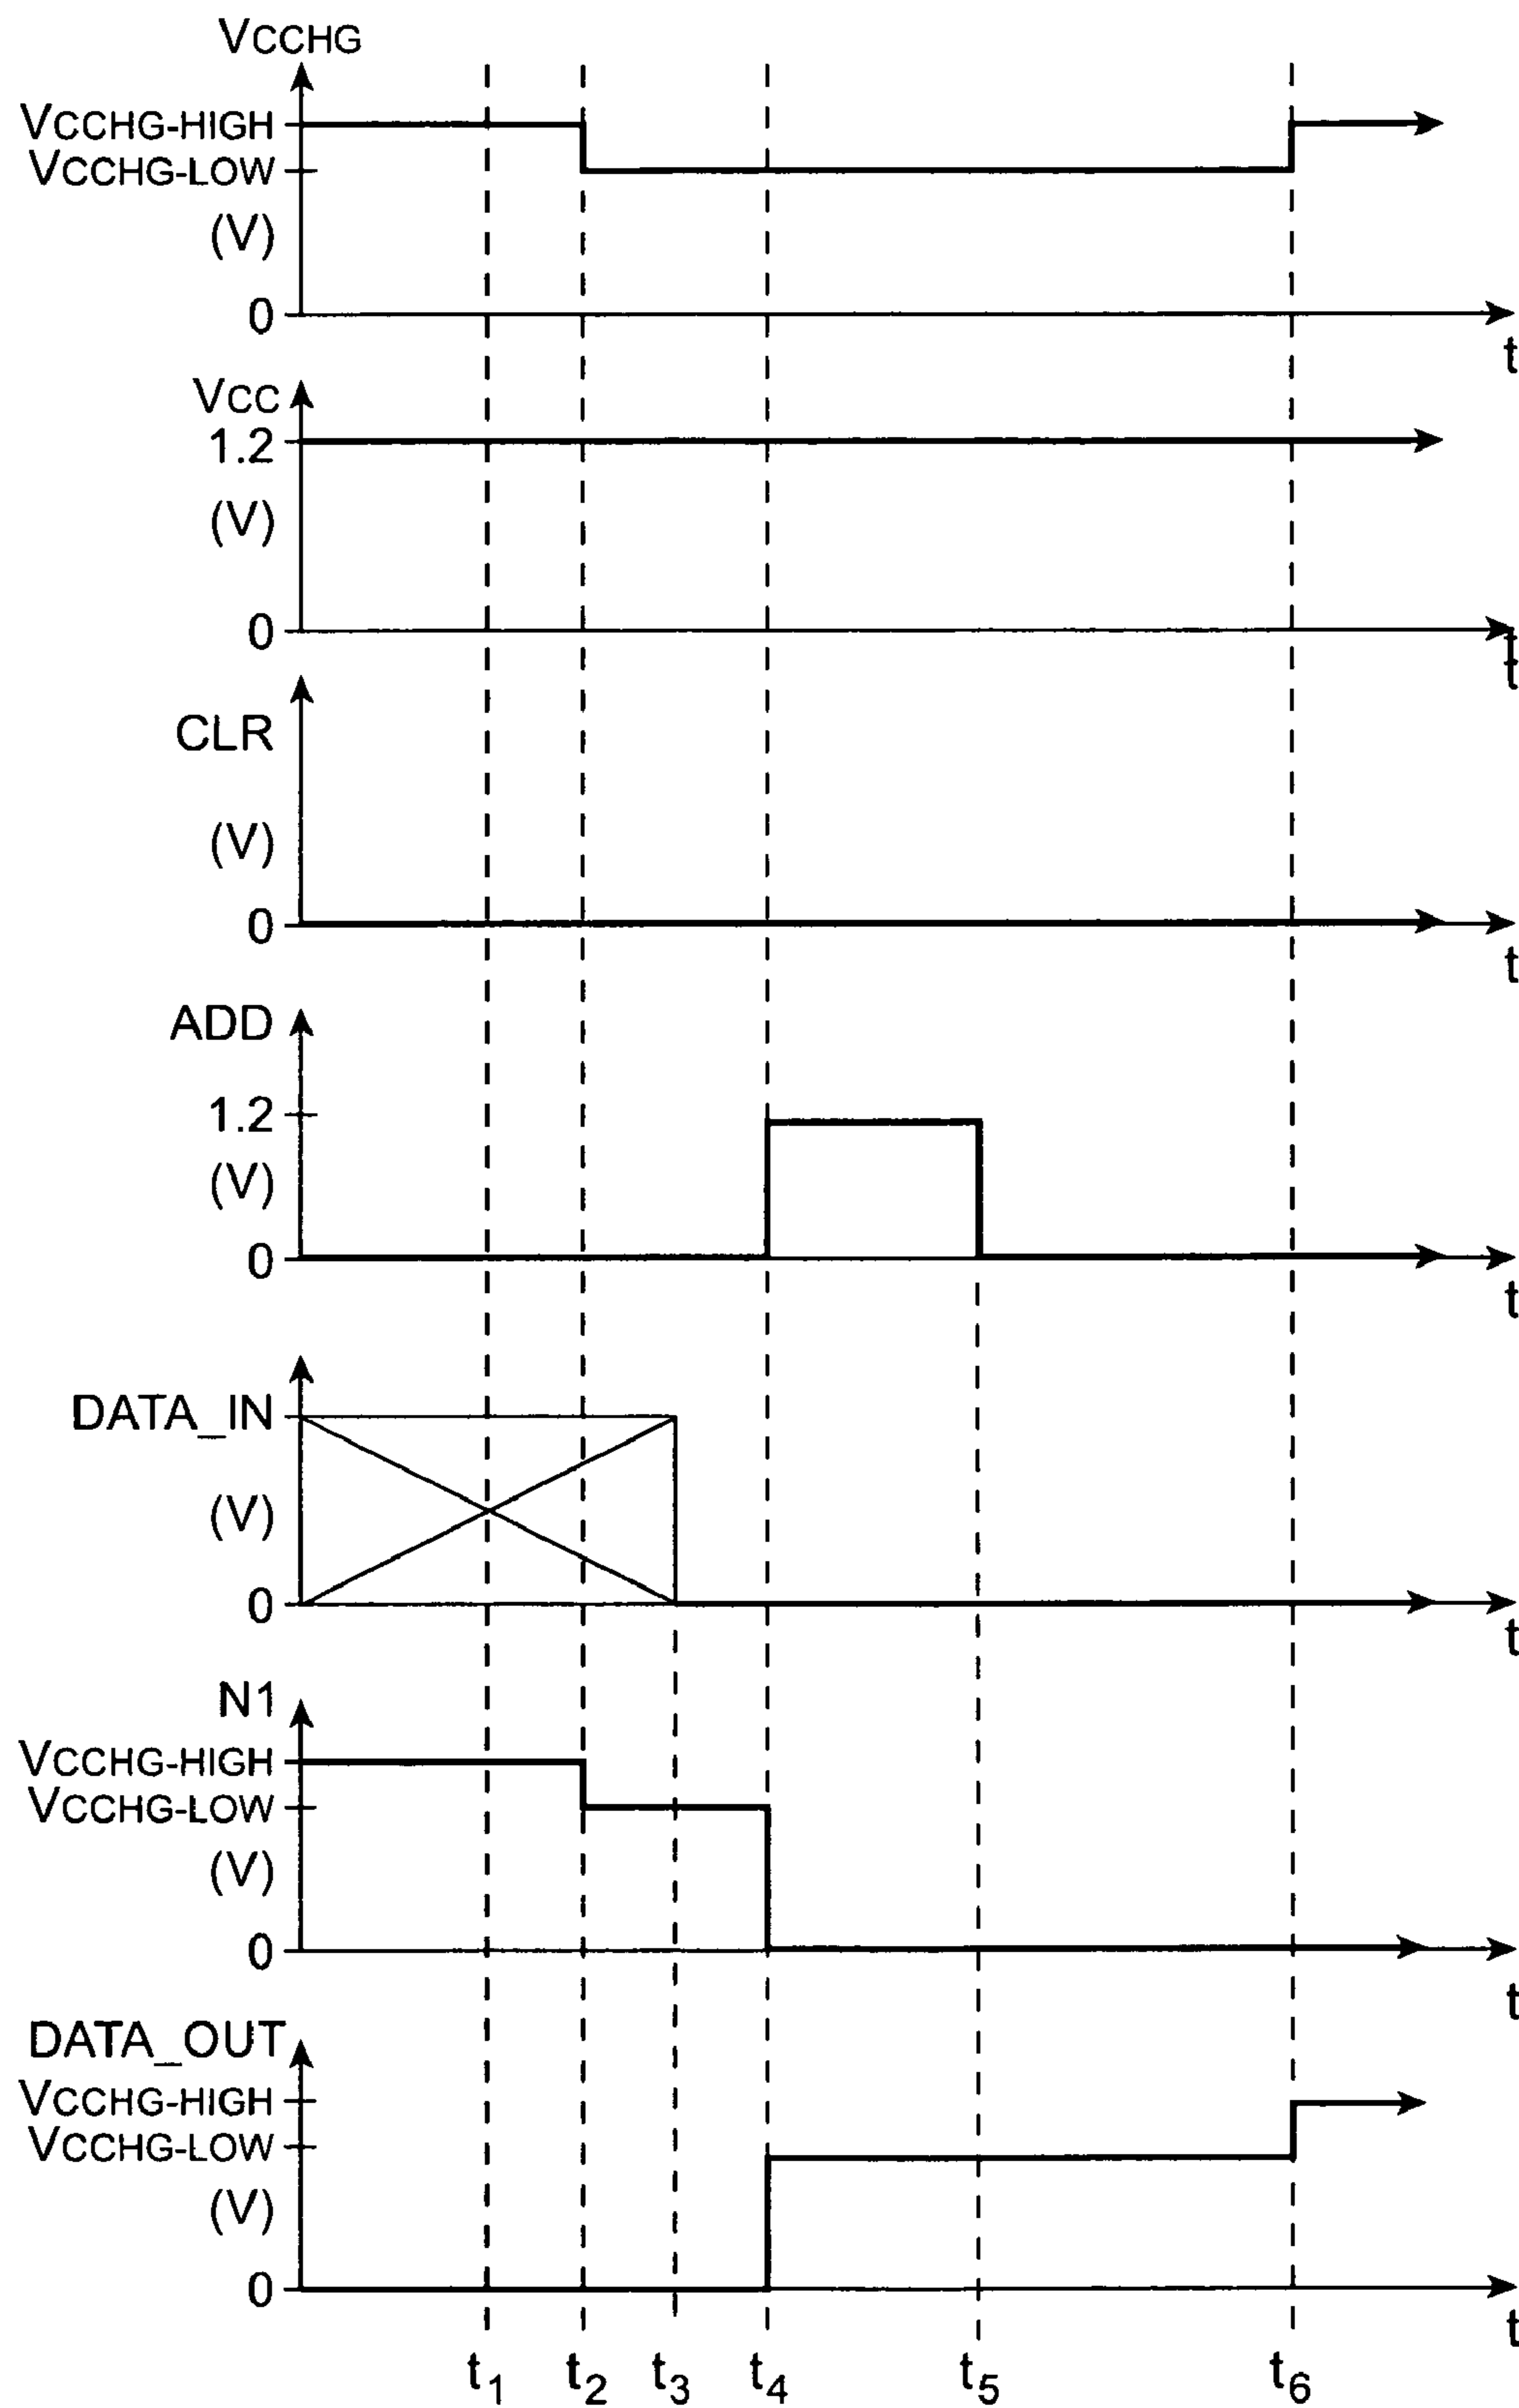 VCCHG
VCCHG-HIGH
VCCHG-LOW
(V)
0
t
VCC
1.2
(V)
0
t
CLR
(V)
0
t
ADD
1.2
(V)
0
t
DATA_IN
(V)
0
t
N1
VCCHG-HIGH
VCCHG-LOW
(V)
0
t
DATA_OUT
VCCHG-HIGH
VCCHG-LOW
(V)
0
t
t1 t2 t3 t4 t5 t6